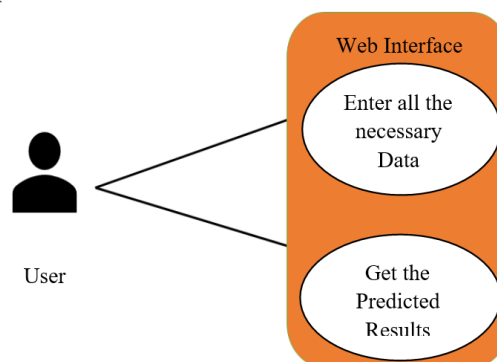 Web Interface
Enter all the
necessary
Data
User
Get the
Predicted
Results